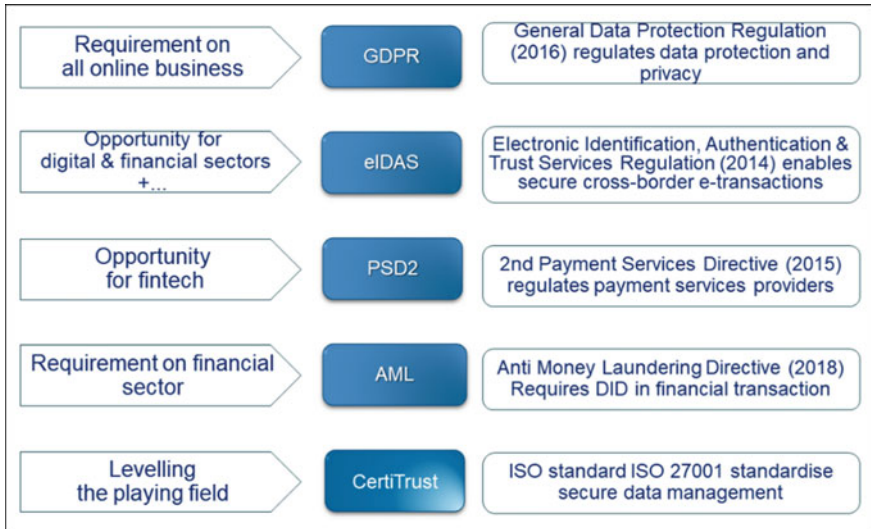 Requirement on
all online business
GDPR
General Data Protection Regulation
(2016) regulates data protection and
privacy
Opportunity for
digital & financial sectors
+...
eIDAS
Electronic Identification, Authentication &
Trust Services Regulation (2014) enables
secure cross-border e-transactions
Opportunity
for fintech
PSD2
2nd Payment Services Directive (2015)
regulates payment services providers
Requirement on financial
sector
AML
Anti Money Laundering Directive (2018)
Requires DID in financial transaction
Levelling
the playing field
CertiTrust
ISO standard ISO 27001 standardise
secure data management